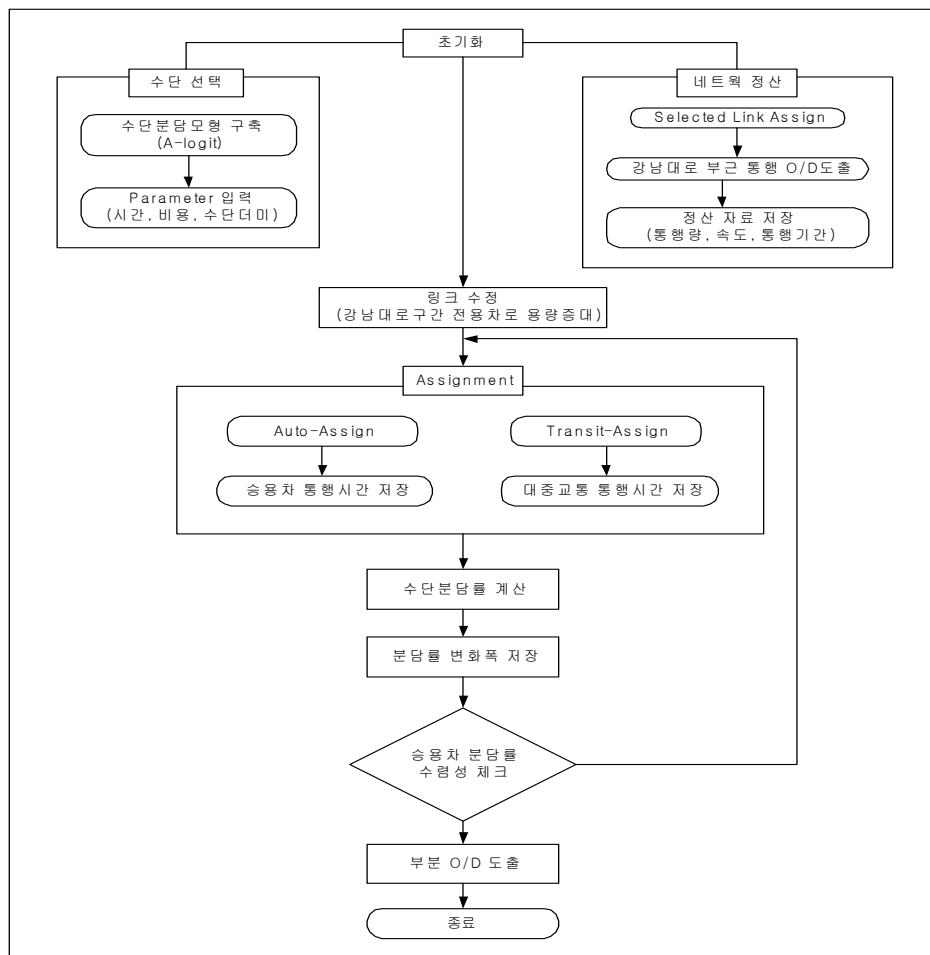 초기화
수단 선택
수단분담모형 구축
(A-logit)
Parameter 입력
(시간, 비용, 수단더미)
네트웍 정산
Selected Link Assign
강남대로 부근 통행 O/D도출
정산 자료 저장
(통행량, 속도, 통행기간)
링크 수정
(강남대로구간 전용차로 용량증대)
Assignment
Auto-Assign
승용차 통행시간 저장
Transit-Assign
대중교통 통행시간 저장
수단분담률 계산
분담률 변화폭 저장
승용차 분담률
수렴성 체크
부분 O/D 도출
종료